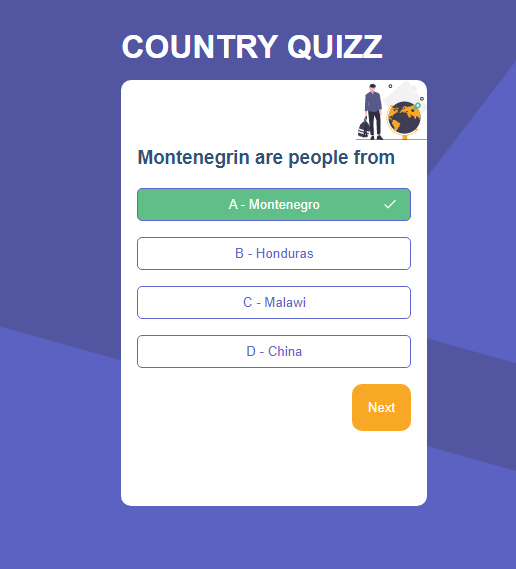 COUNTRY QUIZZ
Montenegrin are people from
A - Montenegro
B - Honduras
C - Malawi
D - China
Next